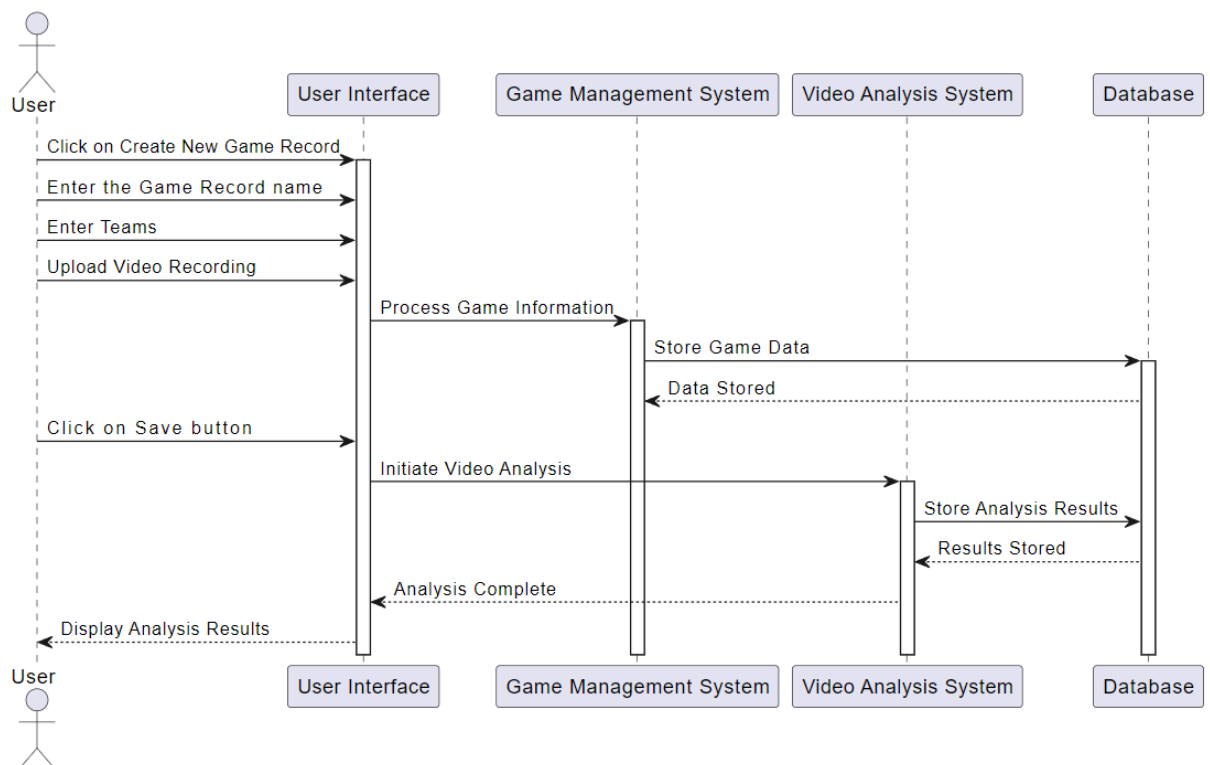 User
User Interface
Game Management System
Video Analysis System
Database
Click on Create New Game Record
Enter the Game Record name
Enter Teams
Upload Video Recording
Process Game Information
Store Game Data
Data Stored
Click on Save button
Initiate Video Analysis
Store Analysis Results
Results Stored
Analysis Complete
Display Analysis Results
User
User Interface
Game Management System
Video Analysis System
Database